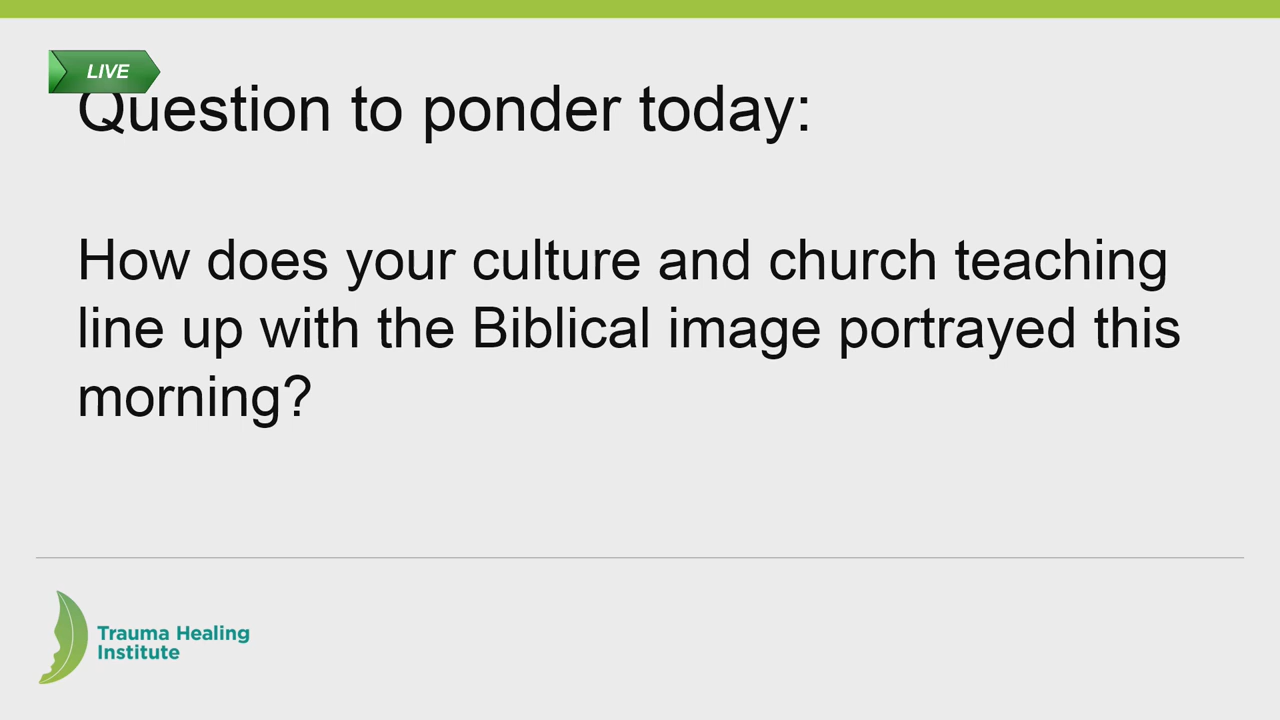 LIVE
Question to ponder today:
How does your culture and church teaching
line up with the Biblical image portrayed this
morning?
Trauma Healing
Institute